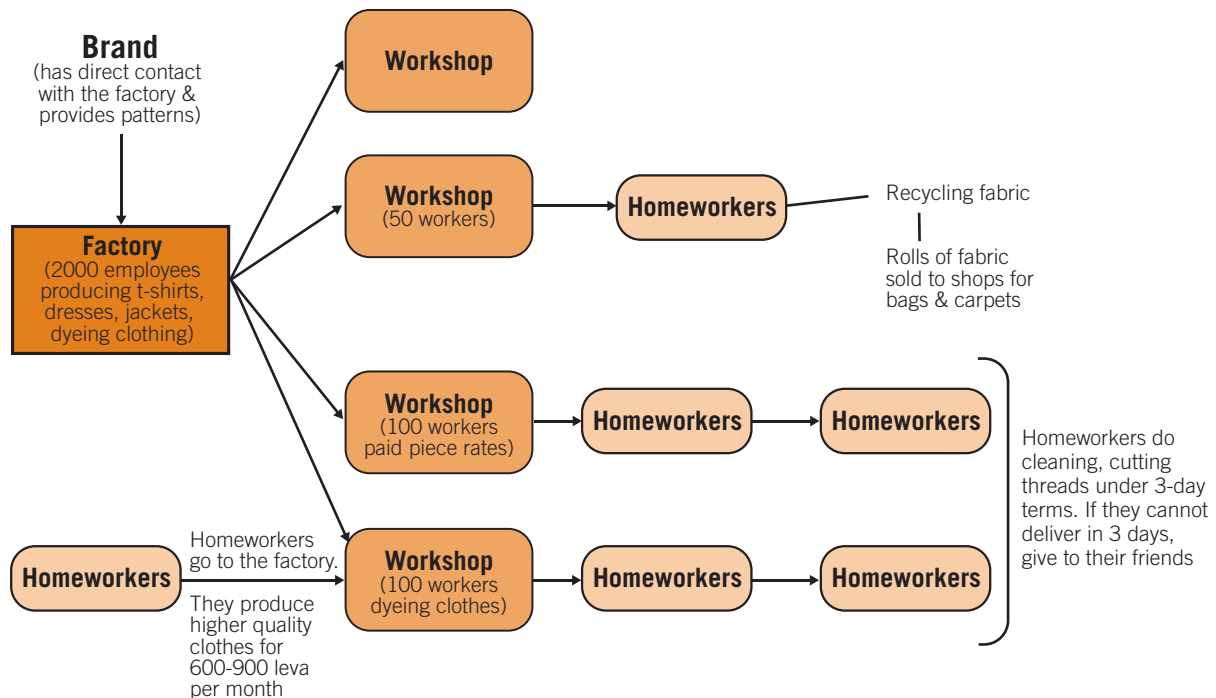 Brand
(has direct contact
with the factory &
provides patterns)
Factory
(2000 employees
producing t-shirts,
dresses, jackets,
dyeing clothing)
Workshop
Workshop
(50 workers)
Homeworkers
Recycling fabric
Rolls of fabric
sold to shops for
bags & carpets
Workshop
(100 workers
paid piece rates)
Homeworkers
Homeworkers
Homeworkers
Homeworkers
go to the factory.
They produce
higher quality
clothes for
600-900 leva
per month
Workshop
(100 workers
dyeing clothes)
Homeworkers
Homeworkers
Homeworkers do
cleaning, cutting
threads under 3-day
terms. If they cannot
deliver in 3 days,
give to their friends